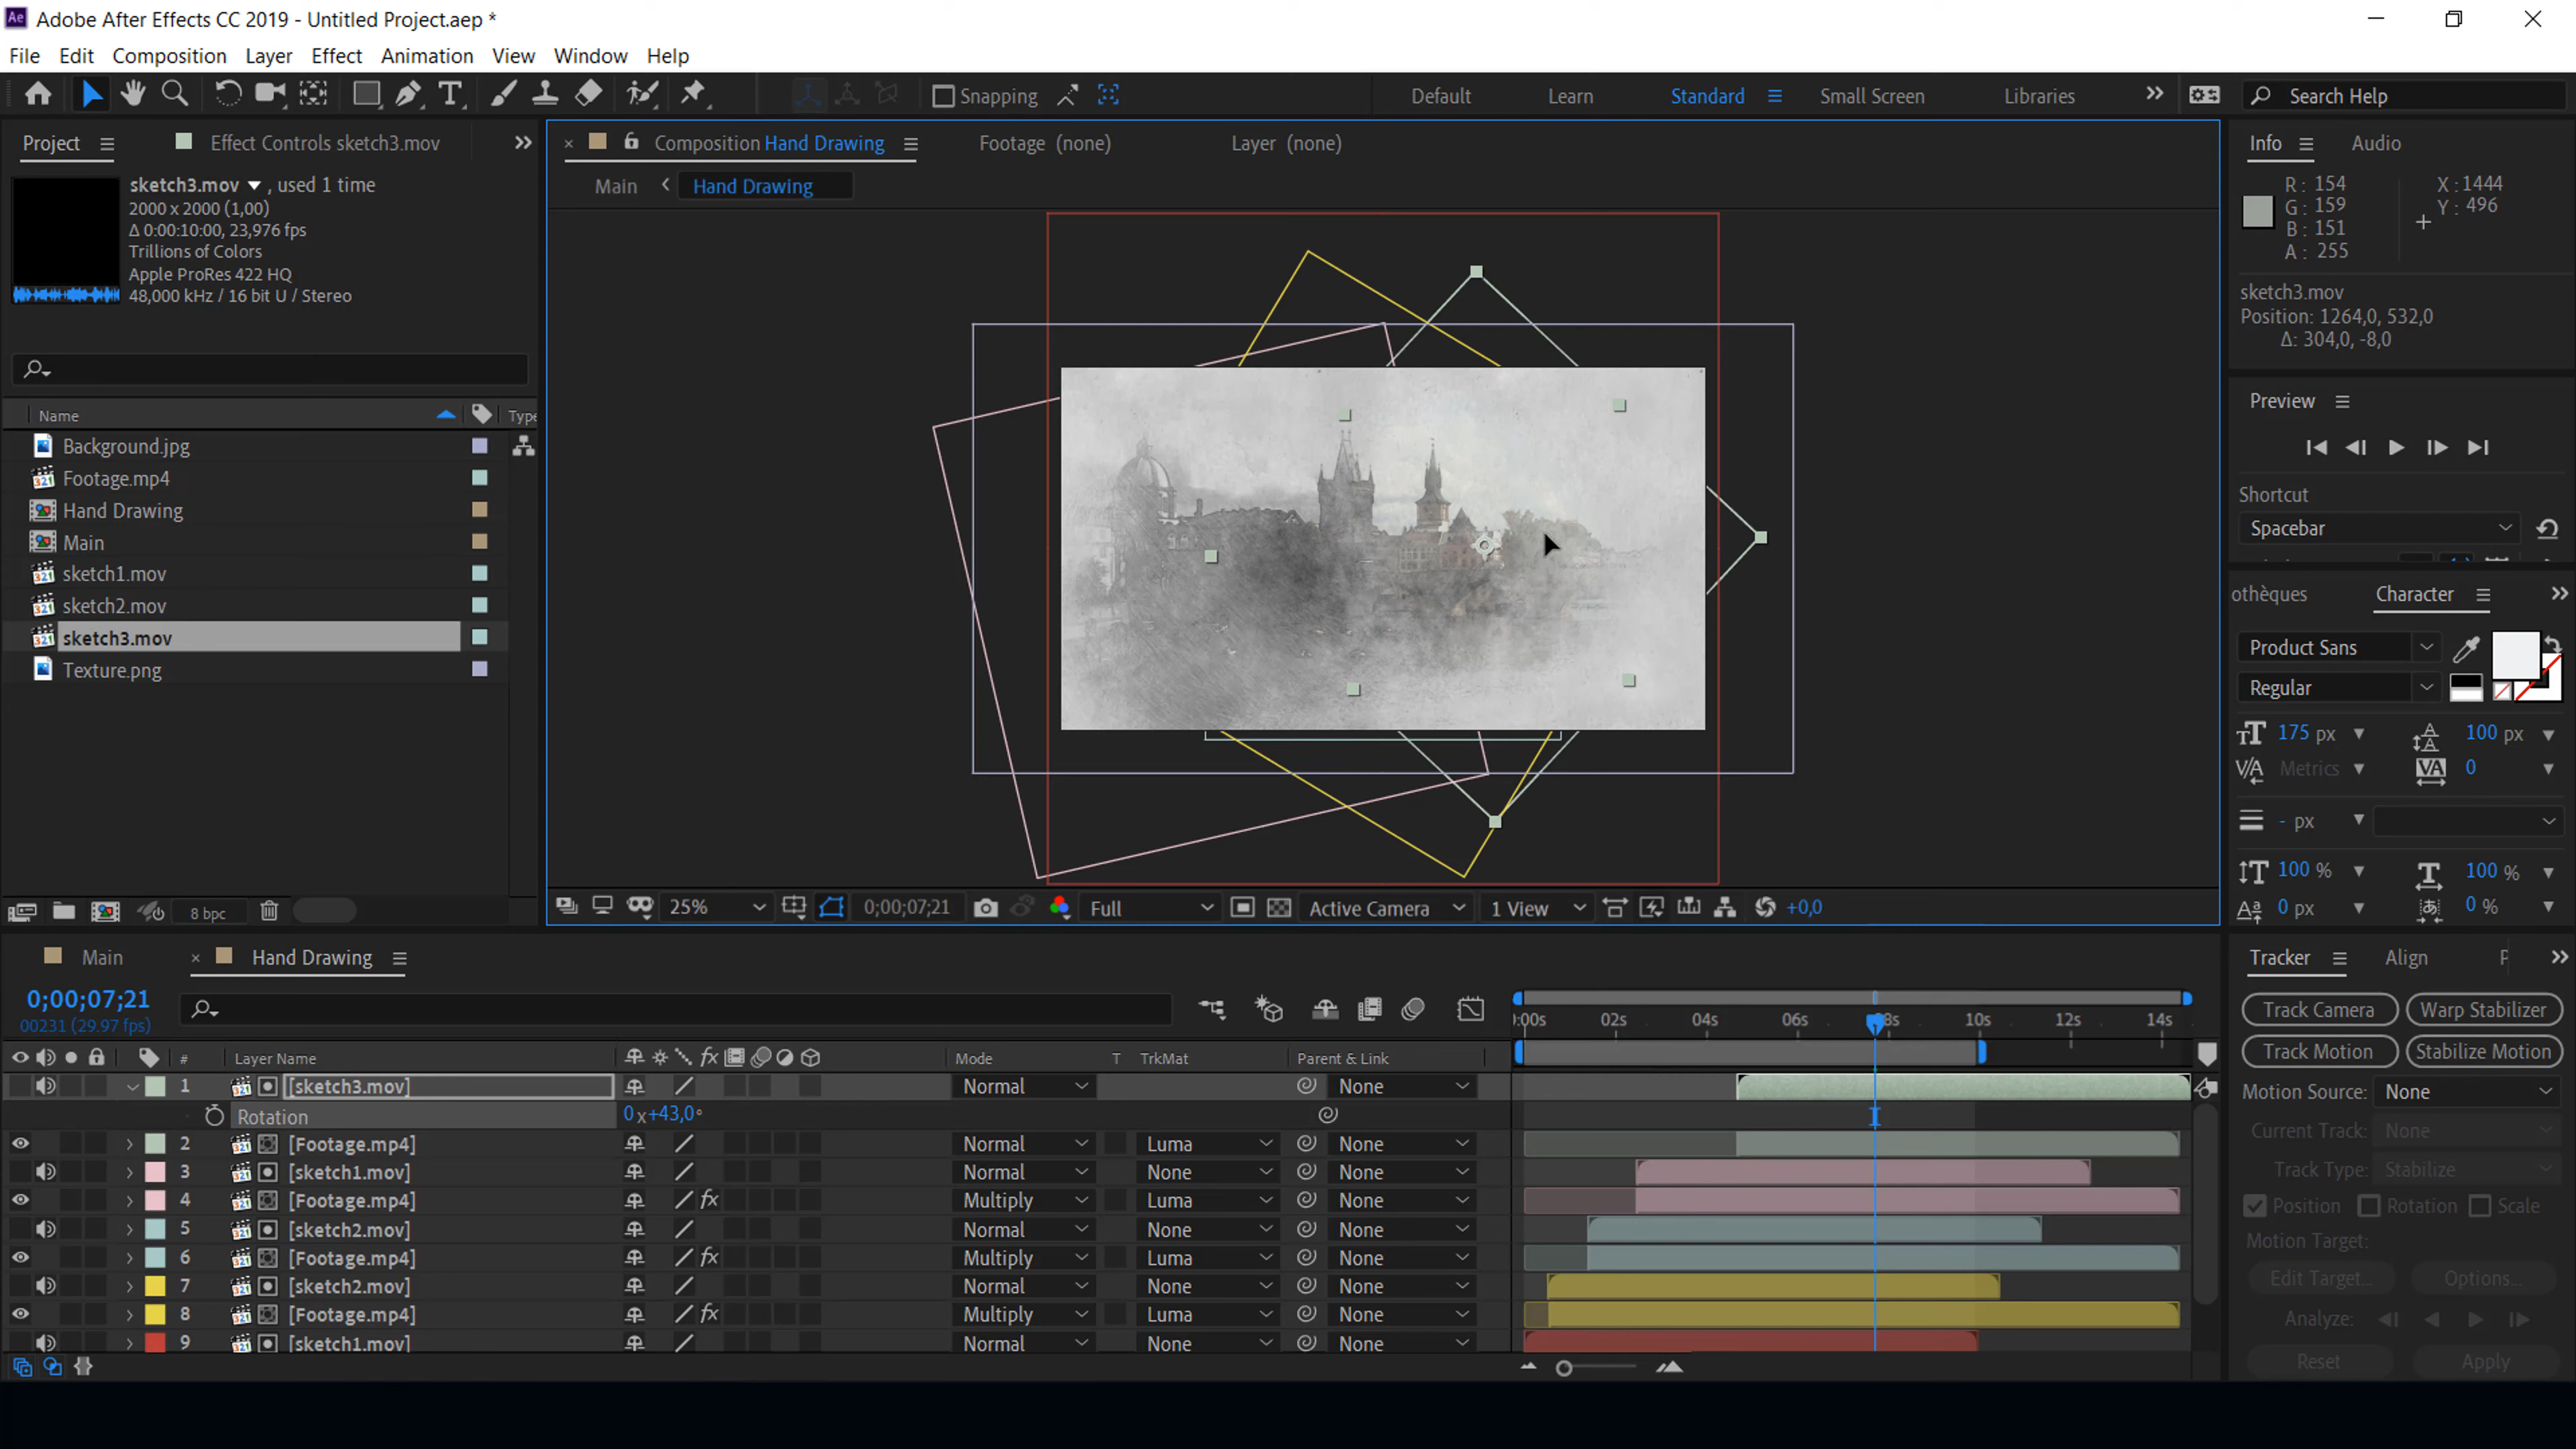 Ae Adobe After Effects CC 2019 - Untitled Project.aep *
File Edit Composition Layer Effect Animation View Window Help
Snapping Default Learn Standard Small Screen Libraries Search Help
Project Effect Controls sketch3.mov
sketch3.mov , used 1 time
2000 x 2000 (1,00)
Δ 0:00:10:00, 23,976 fps
Trillions of Colors
Apple ProRes 422 HQ
48,000 kHz / 16 bit U / Stereo
Name Type
Background.jpg
Footage.mp4
Hand Drawing
Main
sketch1.mov
sketch2.mov
sketch3.mov
Texture.png
8 bpc
Composition Hand Drawing Footage (none) Layer (none)
Main Hand Drawing
25% 0;00;07;21 Full Active Camera 1 View +0,0
Info Audio
R : 154 X : 1444
G : 159 Y : 496
B : 151
A : 255
sketch3.mov
Position: 1264,0, 532,0
Δ: 304,0, -8,0
Preview
Shortcut
Spacebar
othèques Character
Product Sans
Regular
175 px 100 px
Metrics 0
- px
100 % 100 %
0 px 0 %
Main Hand Drawing
0;00;07;21
00231 (29.97 fps)
# Layer Name Mode T TrkMat Parent & Link
:00s 02s 04s 06s 08s 10s 12s 14s
1 [sketch3.mov] Normal None
Rotation 0x+43,0°
2 [Footage.mp4] Normal Luma None
3 [sketch1.mov] Normal None None
4 [Footage.mp4] fx Multiply Luma None
5 [sketch2.mov] Normal None None
6 [Footage.mp4] fx Multiply Luma None
7 [sketch2.mov] Normal None None
8 [Footage.mp4] fx Multiply Luma None
9 [sketch1.mov] Normal None None
Tracker Align
Track Camera Warp Stabilizer
Track Motion Stabilize Motion
Motion Source: None
Current Track: None
Track Type: Stabilize
Position Rotation Scale
Motion Target:
Edit Target... Options...
Analyze:
Reset Apply